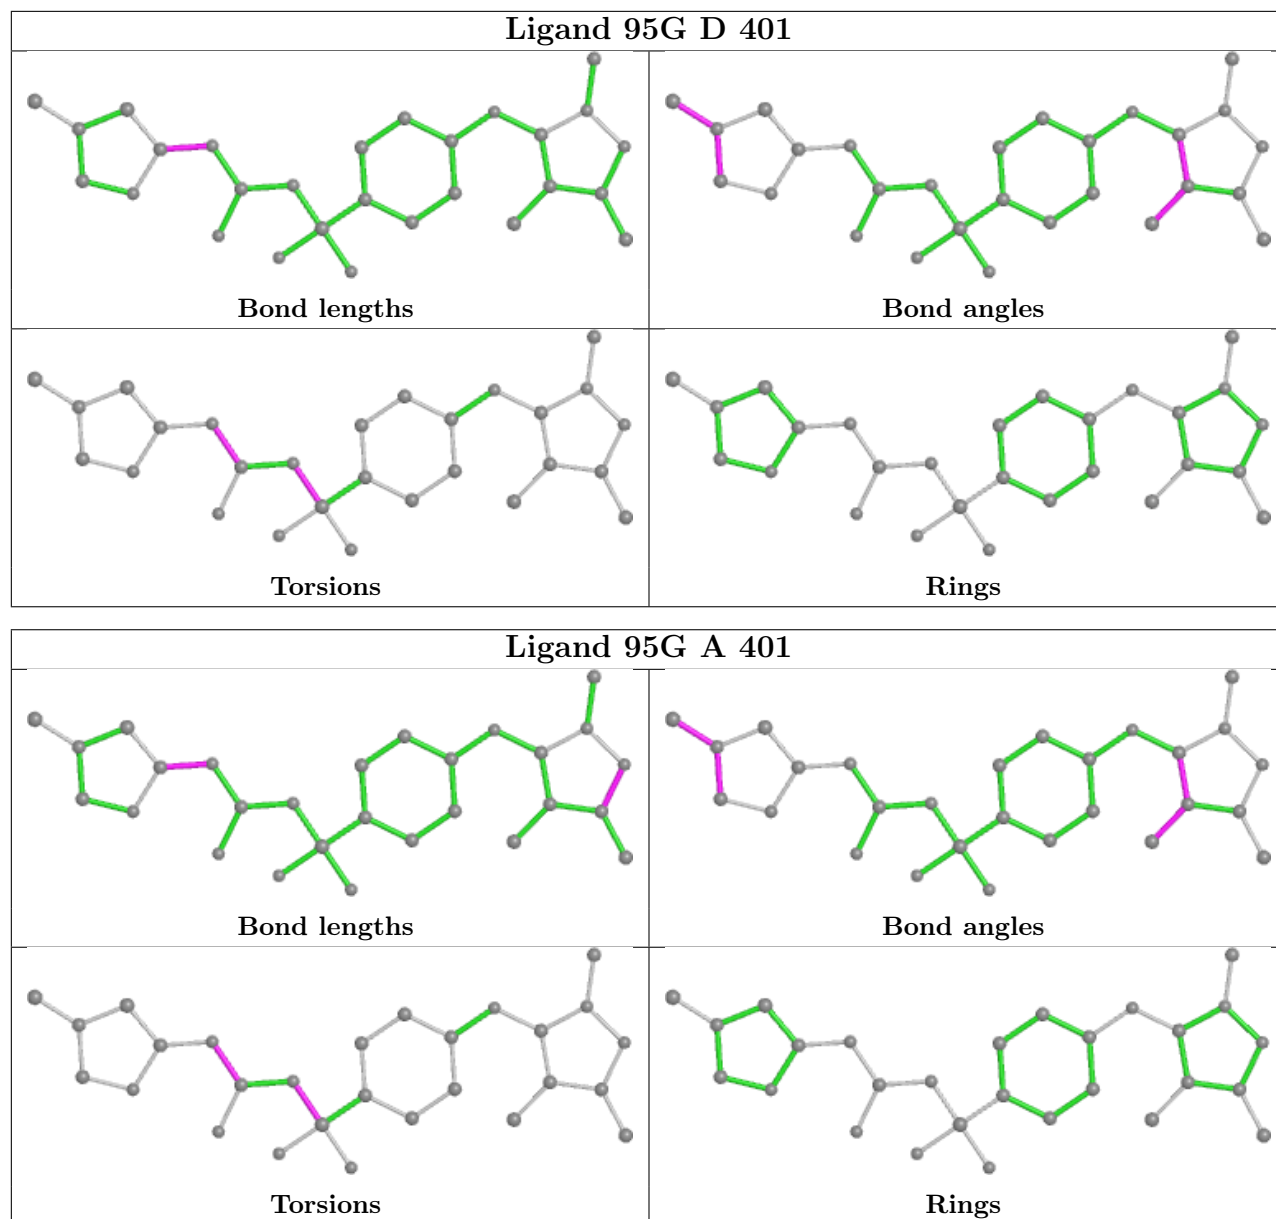 Ligand 95G D 401
Bond lengths
Bond angles
Torsions
Rings
Ligand 95G A 401
Bond lengths
Bond angles
Torsions
Rings